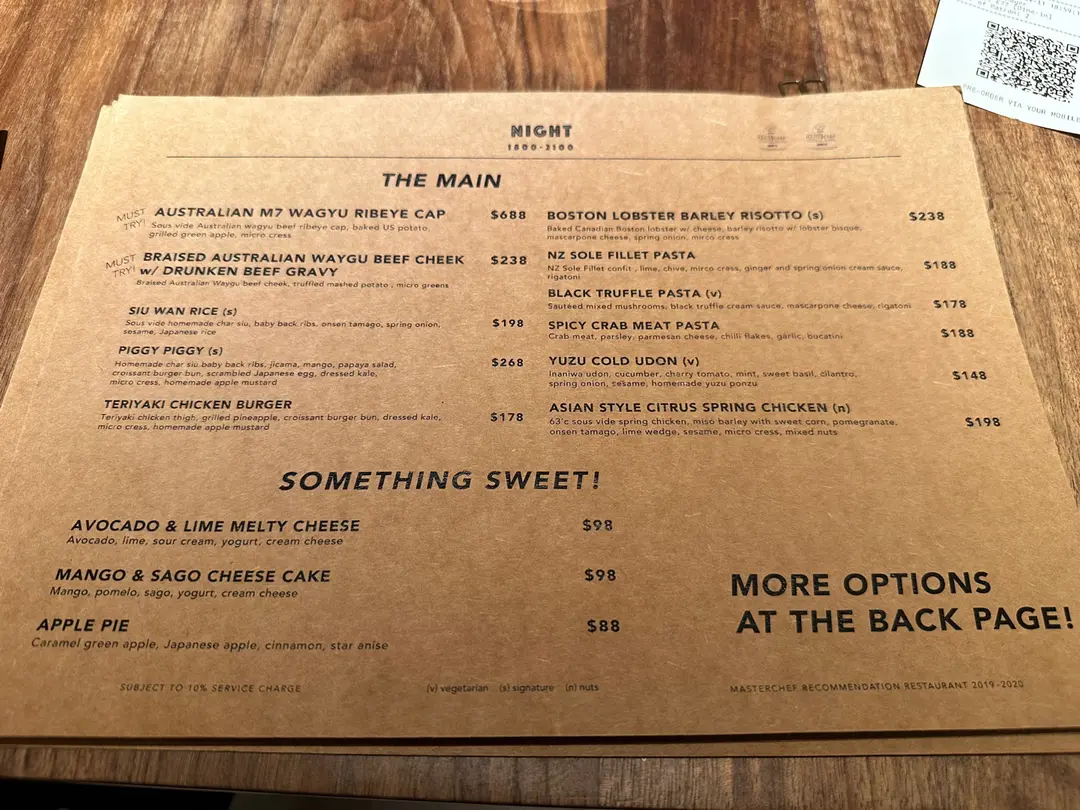 PRE-ORDER VIA YOUR MOBILE
NIGHT
1800-2100
THE MAIN
MUST TRY!
AUSTRALIAN M7 WAGYU RIBEYE CAP $688
Sous vide Australian wagyu beef ribeye cap, baked US potato,
grilled green apple, micro cress
MUST TRY!
BRAISED AUSTRALIAN WAYGU BEEF CHEEK $238
w/ DRUNKEN BEEF GRAVY
Braised Australian Waygu beef cheek, truffled mashed potato, micro greens
SIU WAN RICE (s)
Sous vide homemade char siu, baby back ribs, onsen tamago, spring onion, $198
sesame, Japanese rice
PIGGY PIGGY (s)
Homemade char siu baby back ribs, jicama, mango, papaya salad, $268
croissant burger bun, scrambled Japanese egg, dressed kale,
micro cress, homemade apple mustard
TERIYAKI CHICKEN BURGER
Teriyaki chicken thigh, grilled pineapple, croissant burger bun, dressed kale, $178
micro cress, homemade apple mustard
BOSTON LOBSTER BARLEY RISOTTO (s) $238
Baked Canadian Boston lobster w/ cheese, barley risotto w/ lobster bisque,
mascarpone cheese, spring onion, mirco cress
NZ SOLE FILLET PASTA
NZ Sole Fillet confit , lime, chive, mirco cress, ginger and spring onion cream sauce, $188
rigatoni
BLACK TRUFFLE PASTA (v)
Sauteed mixed mushrooms, black truffle cream sauce, mascarpone cheese, rigatoni $178
SPICY CRAB MEAT PASTA
Crab meat, parsley, parmesan cheese, chilli flakes, garlic, bucatini $188
YUZU COLD UDON (v)
Inaniwa udon, cucumber, charry tomato, mint, sweet basil, cilantro, $148
spring onion, sesame, homemade yuzu ponzu
ASIAN STYLE CITRUS SPRING CHICKEN (n)
63'c sous vide spring chicken, miso barley with sweet corn, pomegranate, $198
onsen tamago, lime wedge, sesame, micro cress, mixed nuts
SOMETHING SWEET!
AVOCADO & LIME MELTY CHEESE $98
Avocado, lime, sour cream, yogurt, cream cheese
MANGO & SAGO CHEESE CAKE $98
Mango, pomelo, sago, yogurt, cream cheese
APPLE PIE $88
Caramel green apple, Japanese apple, cinnamon, star anise
MORE OPTIONS
AT THE BACK PAGE!
SUBJECT TO 10% SERVICE CHARGE
(v) vegetarian (s) signature (n) nuts
MASTERCHEF RECOMMENDATION RESTAURANT 2019-2020